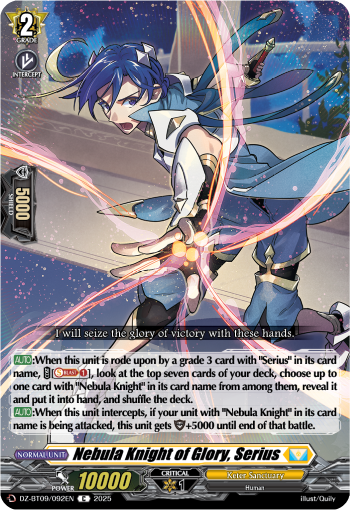 2
GRADE
INTERCEPT
5000
SHIELD
I will seize the glory of victory with these hands.
AUTO:When this unit is rode upon by a grade 3 card with "Serius" in its card
name, [SOUL-BLAST 1], look at the top seven cards of your deck, choose up to
one card with "Nebula Knight" in its card name from among them, reveal it
and put it into hand, and shuffle the deck.
AUTO:When this unit intercepts, if your unit with "Nebula Knight" in its card
name is being attacked, this unit gets +5000 until end of that battle.
NORMAL UNIT
Nebula Knight of Glory, Serius
POWER 10000
CRITICAL
1
Keter Sanctuary
Human
DZ-BT09/092EN C 2025
illust/Quily